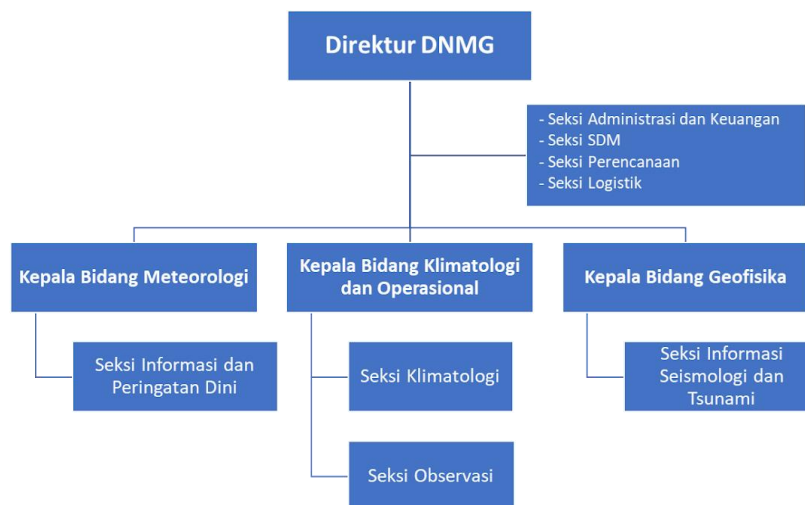 Direktur DNMG
- Seksi Administrasi dan Keuangan
- Seksi SDM
- Seksi Perencanaan
- Seksi Logistik
Kepala Bidang Meteorologi
Kepala Bidang Klimatologi
dan Operasional
Kepala Bidang Geofisika
Seksi Informasi dan
Peringatan Dini
Seksi Klimatologi
Seksi Informasi
Seismologi dan
Tsunami
Seksi Observasi